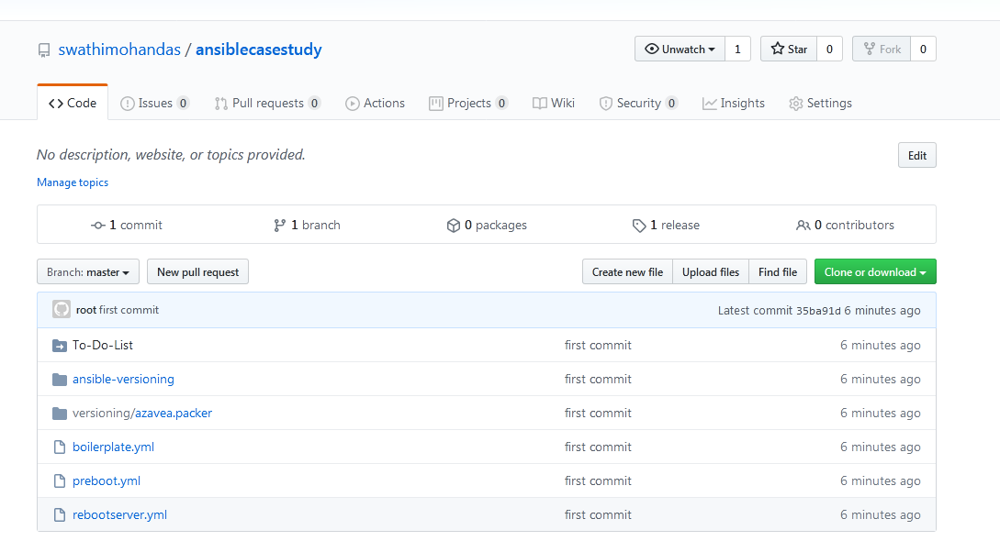 swathimohandas / ansiblecasestudy Unwatch 1 Star 0 Fork 0
Code Issues 0 Pull requests 0 Actions Projects 0 Wiki Security 0 Insights Settings
No description, website, or topics provided. Edit
Manage topics
1 commit 1 branch 0 packages 1 release 0 contributors
Branch: master New pull request Create new file Upload files Find file Clone or download
root first commit Latest commit 35ba91d 6 minutes ago
To-Do-List first commit 6 minutes ago
ansible-versioning first commit 6 minutes ago
versioning/azavea.packer first commit 6 minutes ago
boilerplate.yml first commit 6 minutes ago
preboot.yml first commit 6 minutes ago
rebootserver.yml first commit 6 minutes ago